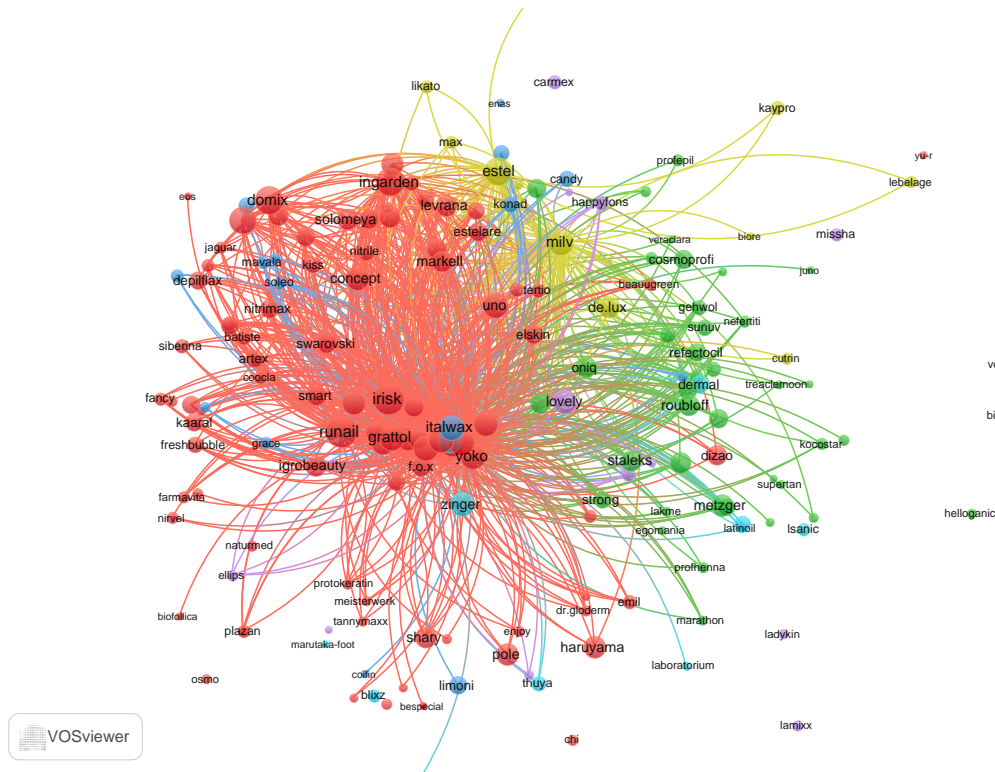 carmex
likato
enas
kaypro
max
yu-r
profepil
estel
candy
lebelage
ingarden
eos
domix
levrana
konad
happyfons
solomeya
estelare
milv
veraclara
biore
missha
jaguar
nitrile
mavala
kiss
markell
cosmoprofi
juno
depilflax
soleo
concept
tertio
beauugreen
nitrimax
uno
de.lux
gehwol
nefertiti
batiste
elskin
sunuv
siberina
swarovski
artex
refectocil
cutrin
coocla
oniq
dermal
treaclemoon
fancy
smart
irisk
lovely
roubloff
kaaral
runail
italwax
grace
grattol
kocostar
freshbubble
yoko
dizao
igrobeauty
f.o.x
staleks
supertan
farmavita
zinger
strong
metzger
nirvel
lakme
latinoil
lsanic
helloganic
egomania
naturmed
ellips
protokeratin
profhenna
meisterwerk
emil
dr.gloderm
biofollica
plazan
tannymaxx
marathon
shary
enjoy
marutaka-foot
haruyama
ladykin
pole
osmo
coifin
limoni
thuya
laboratorium
blixz
bespecial
lamixx
chi
VOSviewer